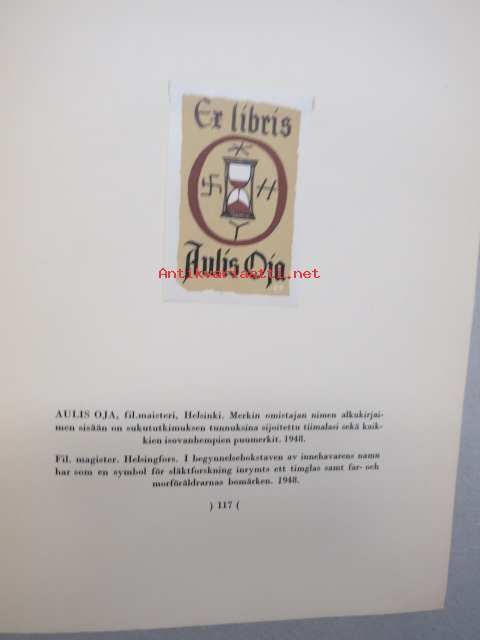 Ex libris
Aulis Oja
Antikvariaatti.net
AULIS OJA, fil.maisteri, Helsinki. Merkin omistajan nimen alkukirjai-
men sisään on sukututkimuksen tunnuksina sijoitettu tiimalasi sekä kaik-
kien isovanhempien puumerkit. 1948.
Fil. magister. Helsingfors. I begynnelsebokstaven av innehavarens namn
har som en symbol för släktforskning inrymts ett timglas samt far- och
morföräldrarnas bomärken. 1948.
) 117 (